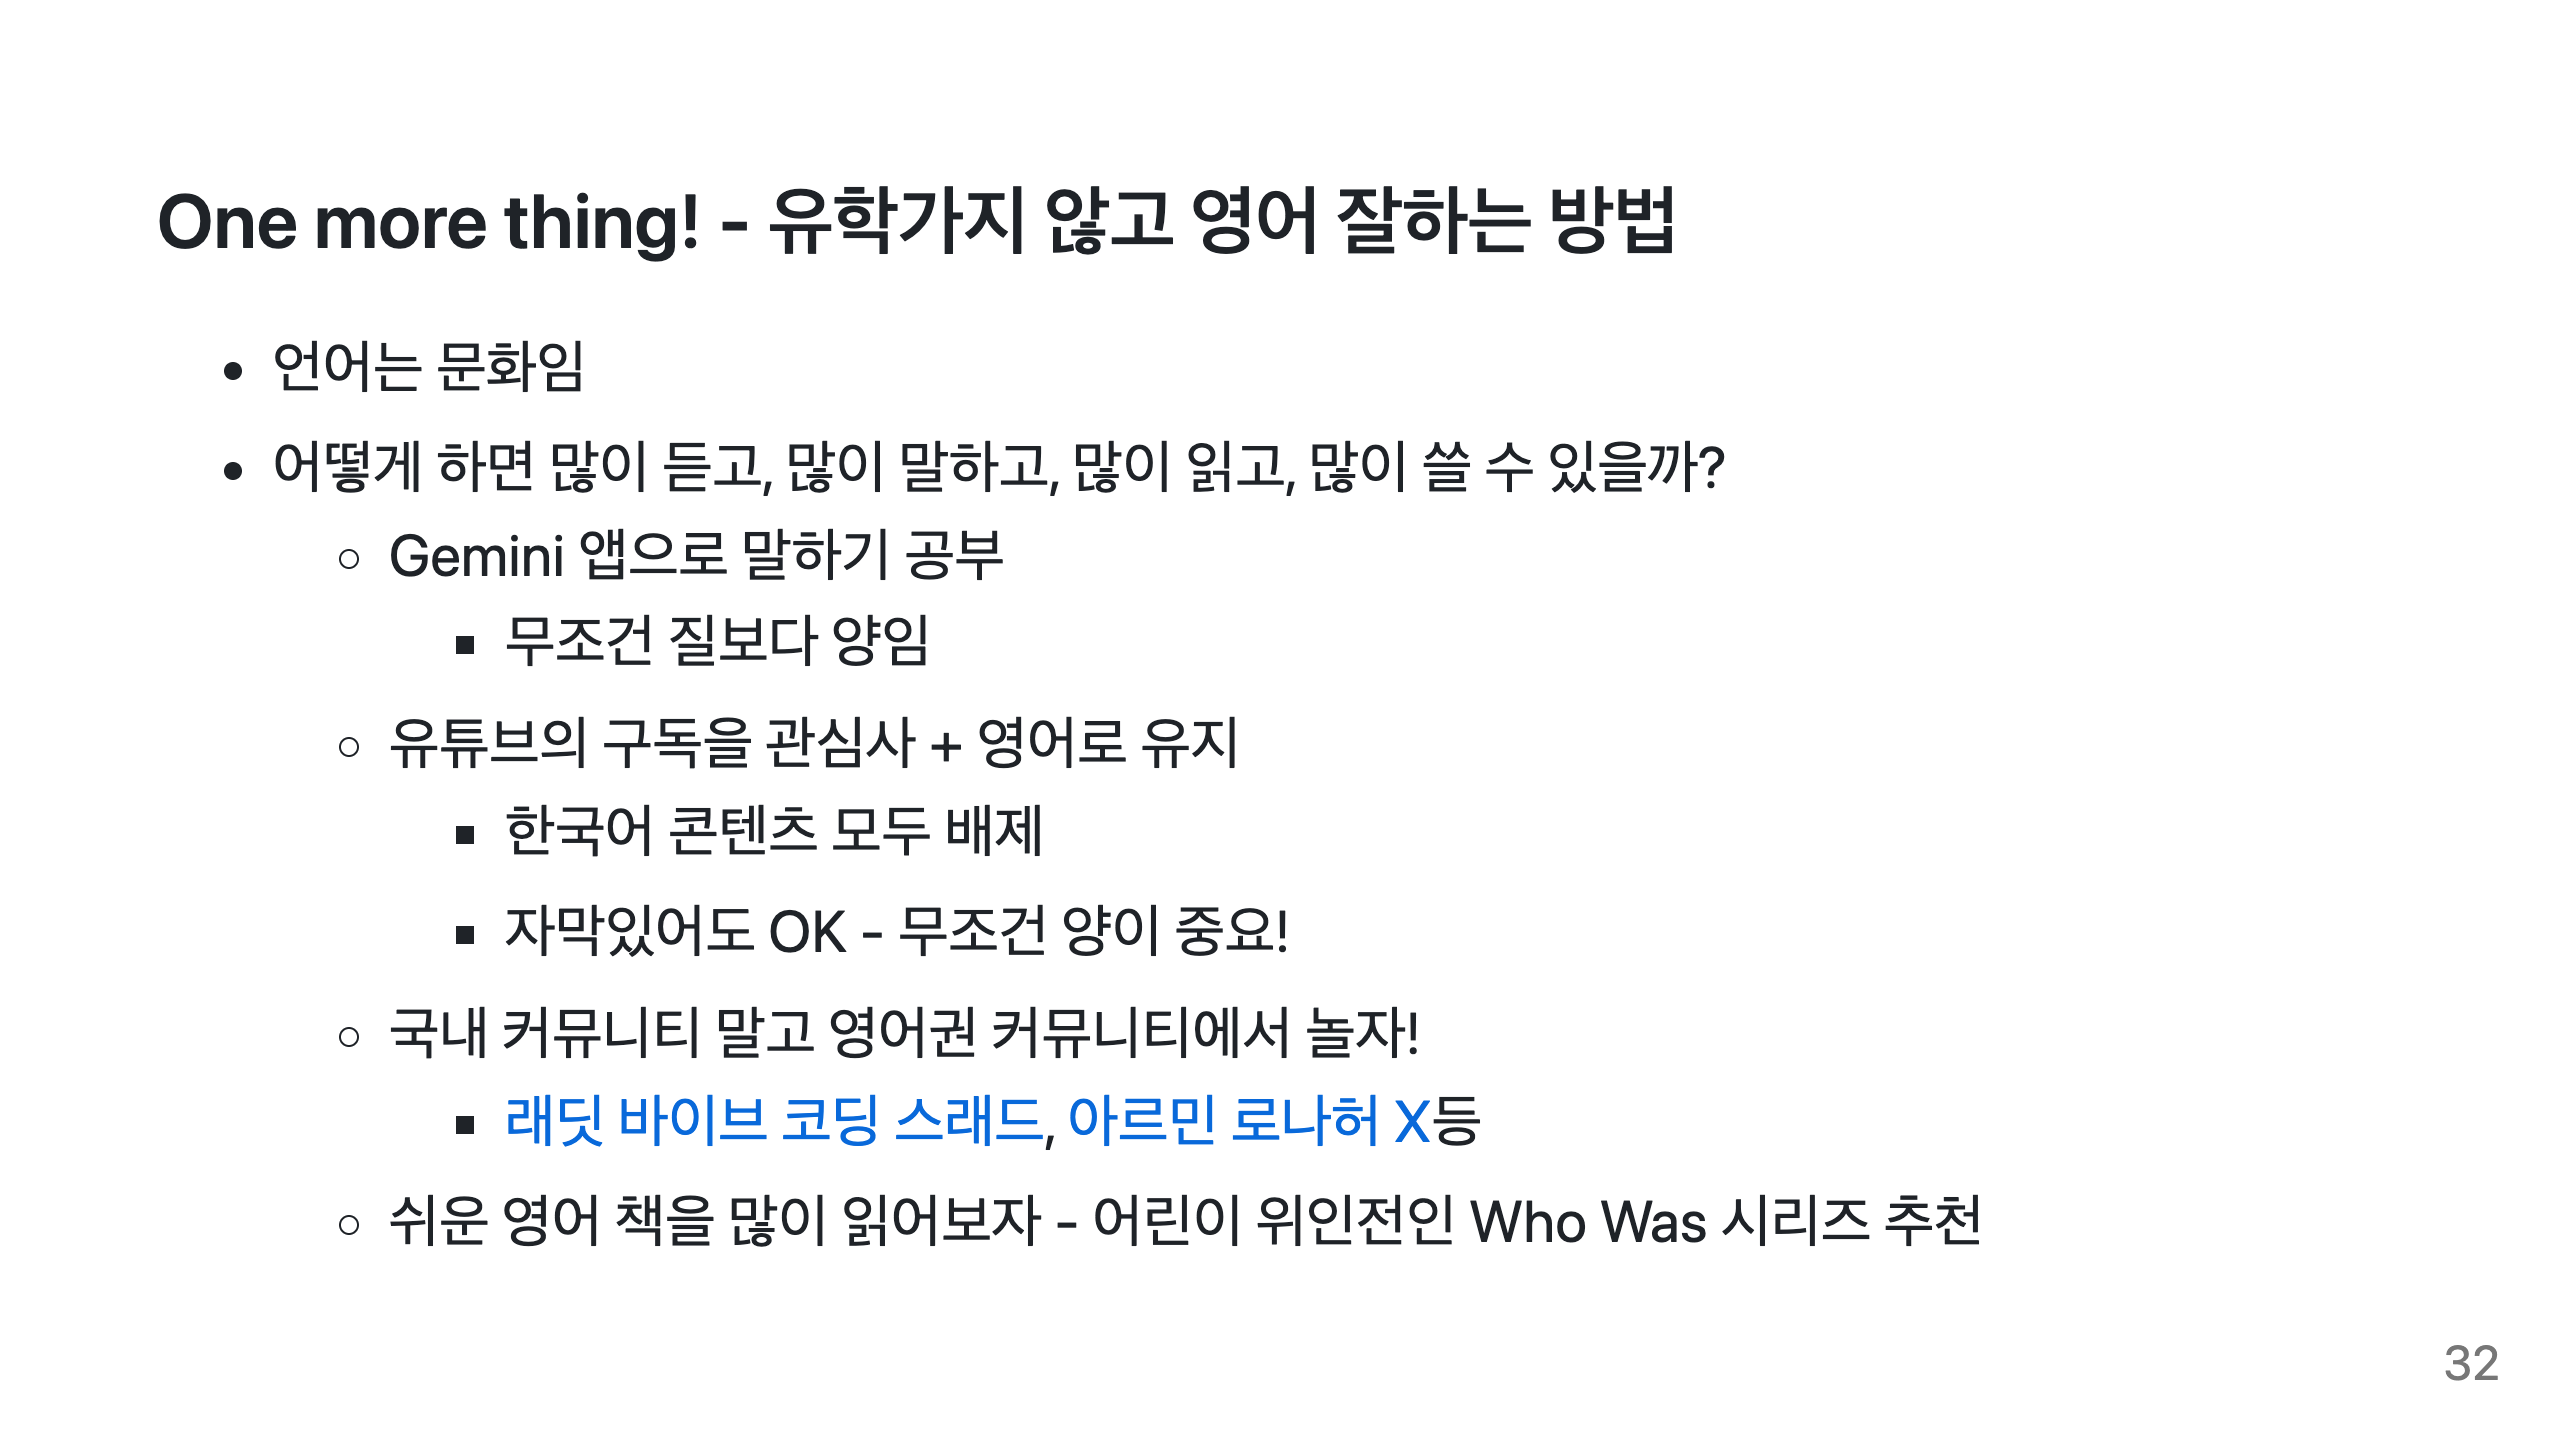 One more thing! - 유학가지 않고 영어 잘하는 방법
언어는 문화임
어떻게 하면 많이 듣고, 많이 말하고, 많이 읽고, 많이 쓸 수 있을까?
Gemini 앱으로 말하기 공부
무조건 질보다 양임
유튜브의 구독을 관심사 + 영어로 유지
한국어 콘텐츠 모두 배제
자막있어도 OK - 무조건 양이 중요!
국내 커뮤니티 말고 영어권 커뮤니티에서 놀자!
래딧 바이브 코딩 스래드, 아르민 로나허 X등
쉬운 영어 책을 많이 읽어보자 - 어린이 위인전인 Who Was 시리즈 추천
32